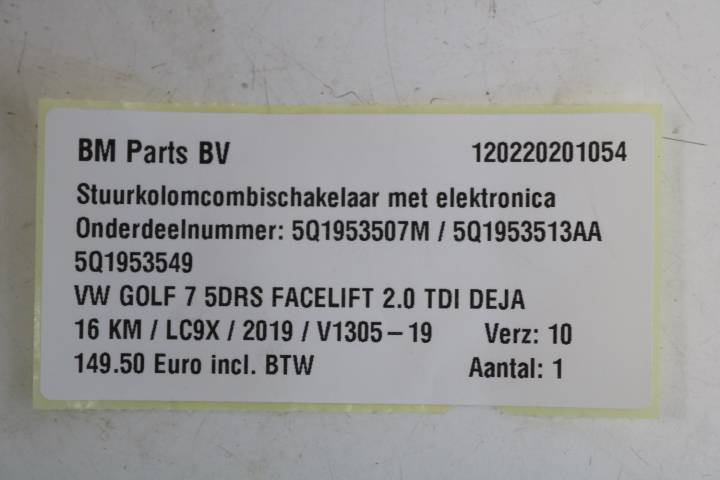 BM Parts BV 120220201054
Stuurkolomcombischakelaar met elektronica
Onderdeelnummer: 5Q1953507M / 5Q1953513AA
5Q1953549
VW GOLF 7 5DRS FACELIFT 2.0 TDI DEJA
16 KM / LC9X / 2019 / V1305-19 Verz: 10
149.50 Euro incl. BTW Aantal: 1